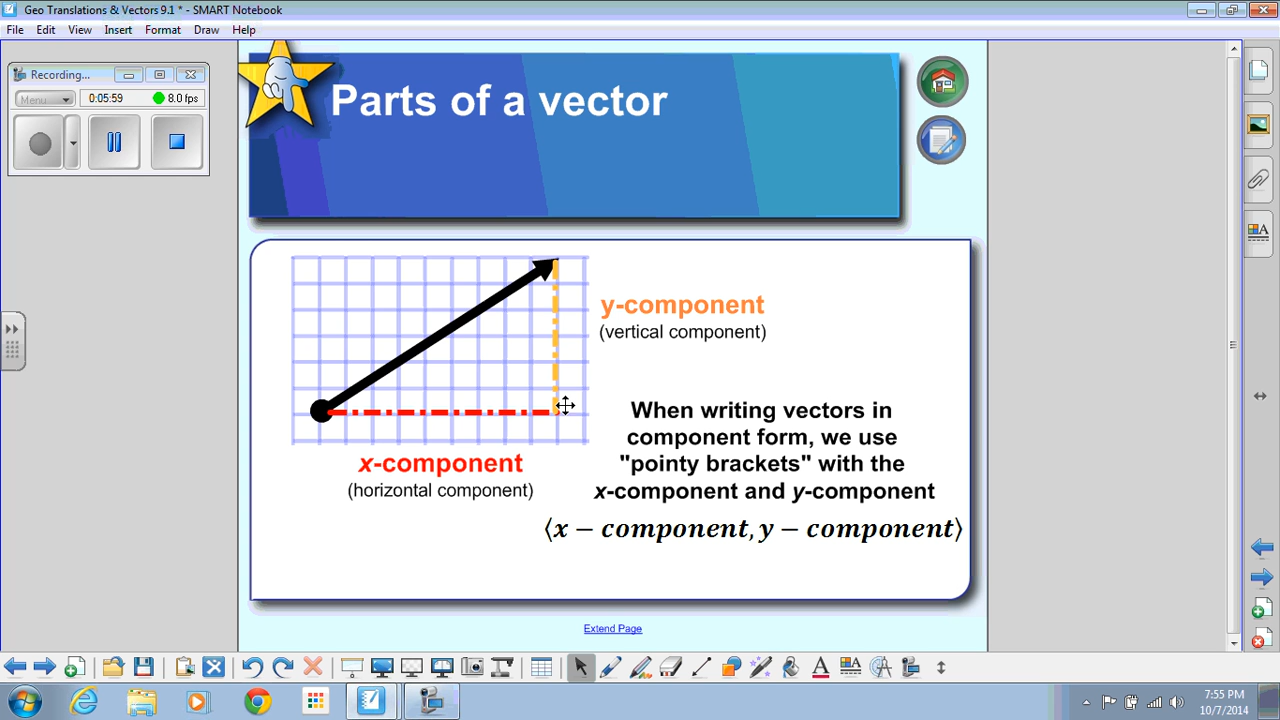 Geo Translations & Vectors 9.1 * - SMART Notebook
File Edit View Insert Format Draw Help
Recording...
Menu 0:05:59 8.0 fps
Parts of a vector
y-component
(vertical component)
When writing vectors in
component form, we use
"pointy brackets" with the
x-component and y-component
⟨x − component, y − component⟩
x-component
(horizontal component)
Extend Page
7:55 PM
10/7/2014